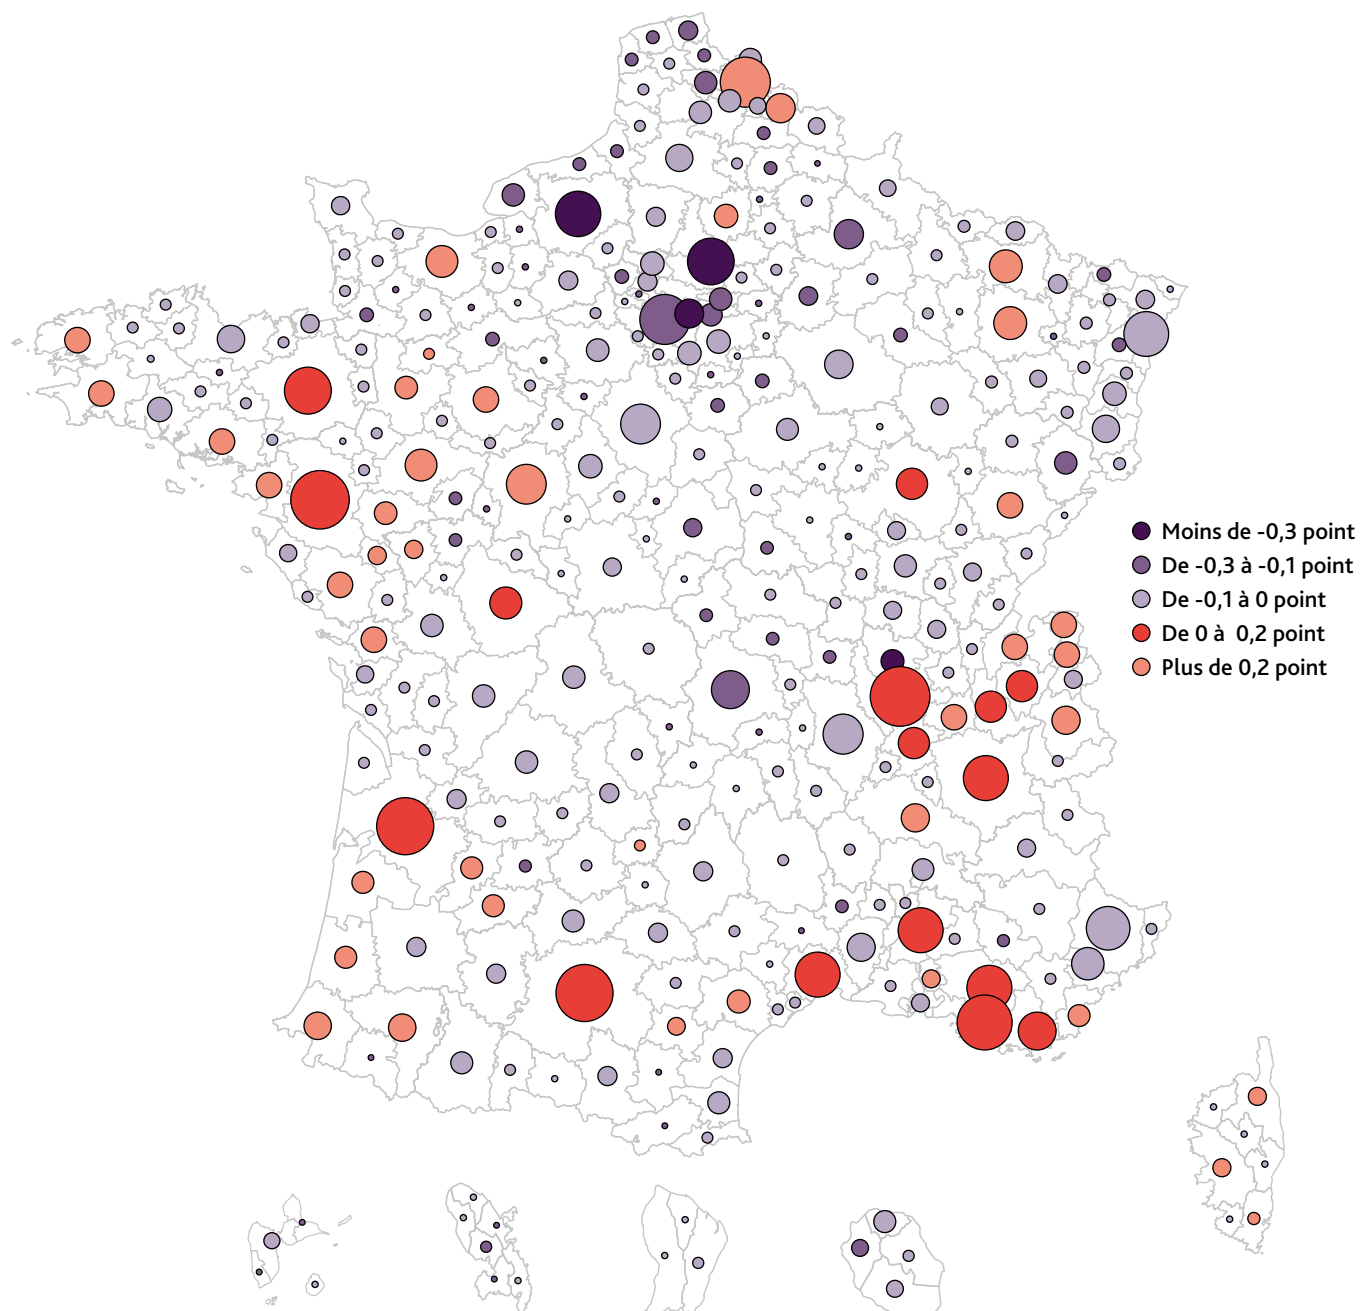 Moins de -0,3 point
De -0,3 à -0,1 point
De -0,1 à 0 point
De 0 à 0,2 point
Plus de 0,2 point